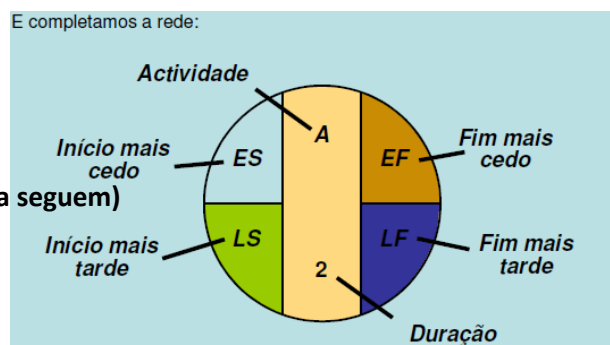 E completamos a rede:
Actividade
A
Início mais
cedo
ES
EF
Fim mais
cedo
a seguem)
Início mais
tarde
LS
LF
Fim mais
tarde
2
Duração